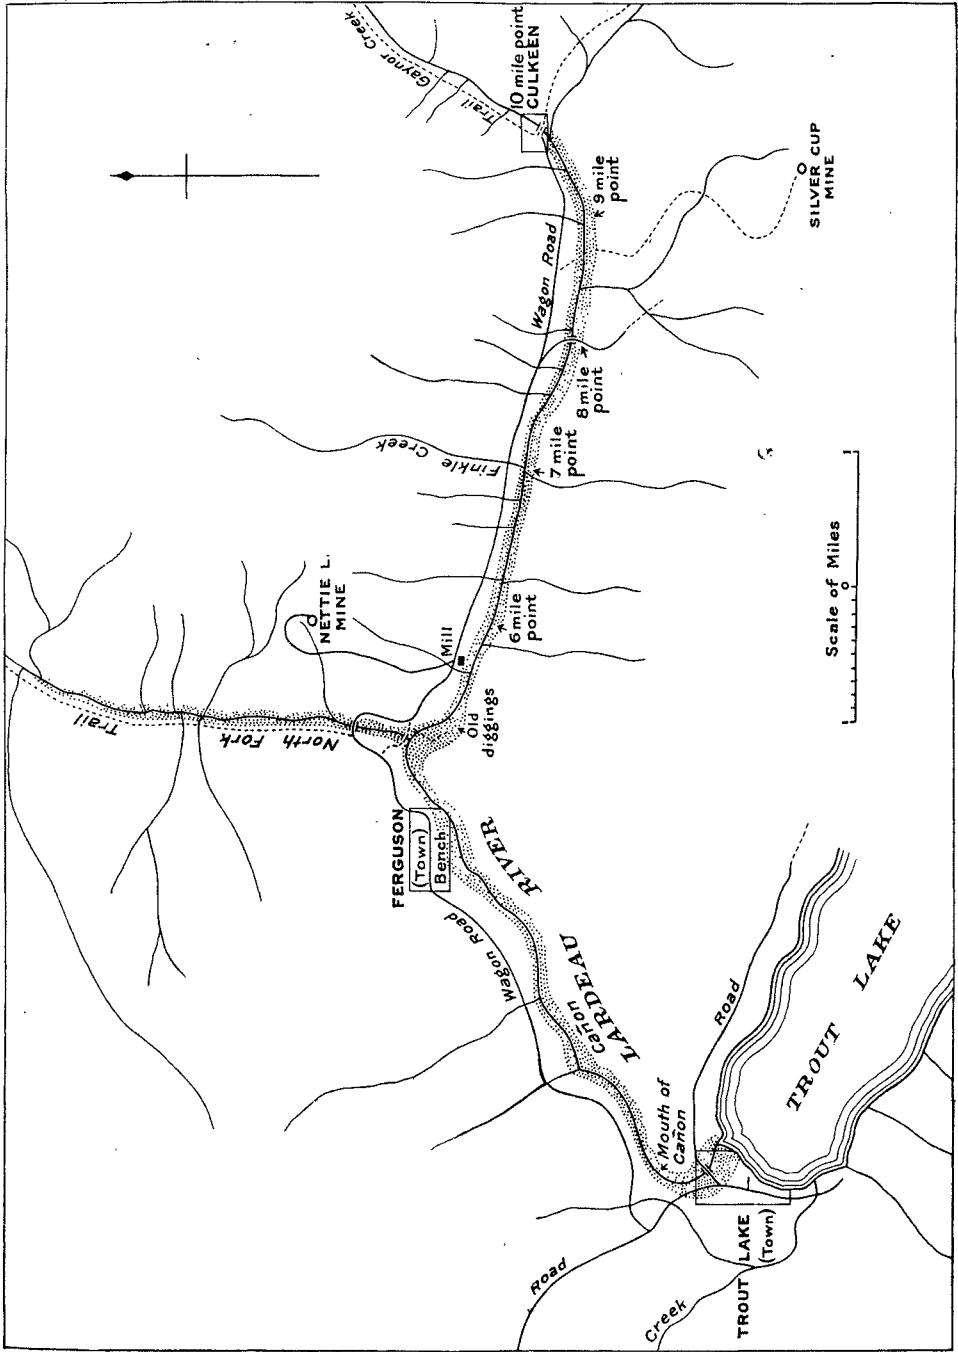 Gaynor Creek
Trail
10 mile point
CULKEEN
9 mile
point
SILVER CUP
MINE
Wagon Road
8 mile
point
7 mile
point
Finkle Creek
NETTIE L.
MINE
Mill
6 mile
point
Scale of Miles
0
Trail
North Fork
Old
diggings
FERGUSON
(Town)
Bench
LARDEAU RIVER
Wagon Road
Cañon
Road
TROUT LAKE
Mouth of
Cañon
TROUT LAKE
(Town)
Road
Creek